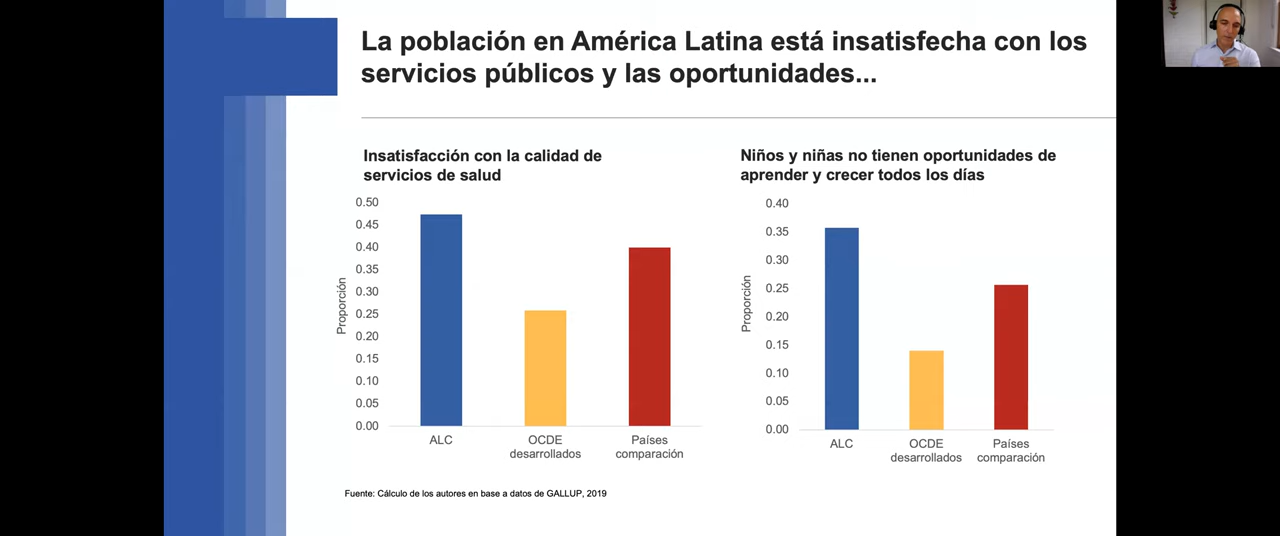 La población en América Latina está insatisfecha con los
servicios públicos y las oportunidades...
Insatisfacción con la calidad de
servicios de salud
0.50
0.45
0.40
0.35
0.30
0.25
0.20
0.15
0.10
0.05
0.00
Proporción
ALC
OCDE
desarrollados
Países
comparación
Niños y niñas no tienen oportunidades de
aprender y crecer todos los días
0.40
0.35
0.30
0.25
0.20
0.15
0.10
0.05
0.00
Proporción
ALC
OCDE
desarrollados
Países
comparación
Fuente: Cálculo de los autores en base a datos de GALLUP, 2019